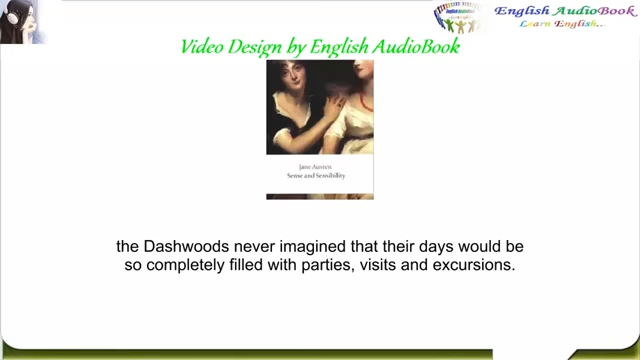 English AudioBook
Learn English...
Video Design by English AudioBook
Jane Austen
Sense and Sensibility
the Dashwoods never imagined that their days would be
so completely filled with parties, visits and excursions.